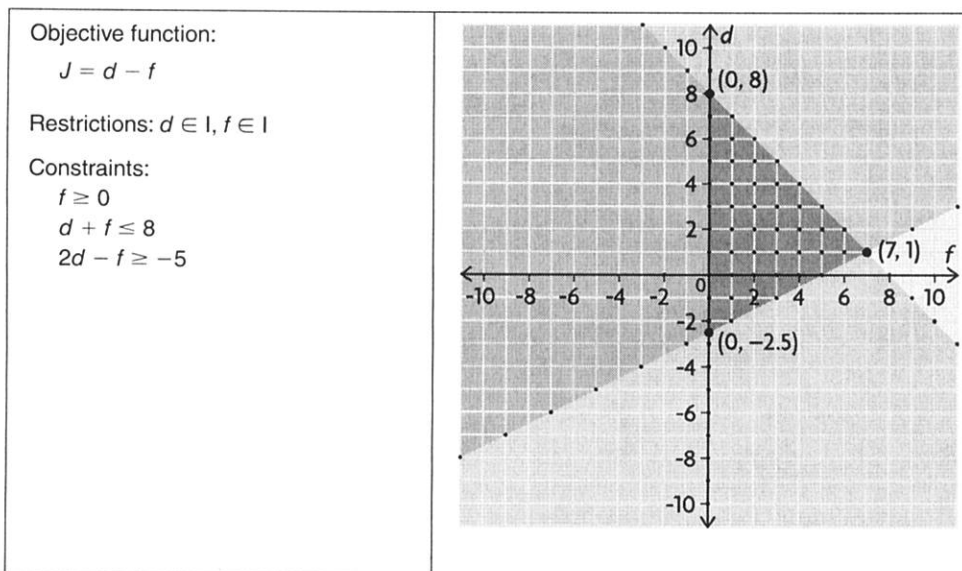 Objective function:
J = d − f
Restrictions: d ∈ I, f ∈ I
Constraints:
f ≥ 0
d + f ≤ 8
2d − f ≥ −5
d
10
(0, 8)
8
6
4
2
(7, 1)
f
-10 -8 -6 -4 -2 0 2 4 6 8 10
-2
(0, −2.5)
-4
-6
-8
-10